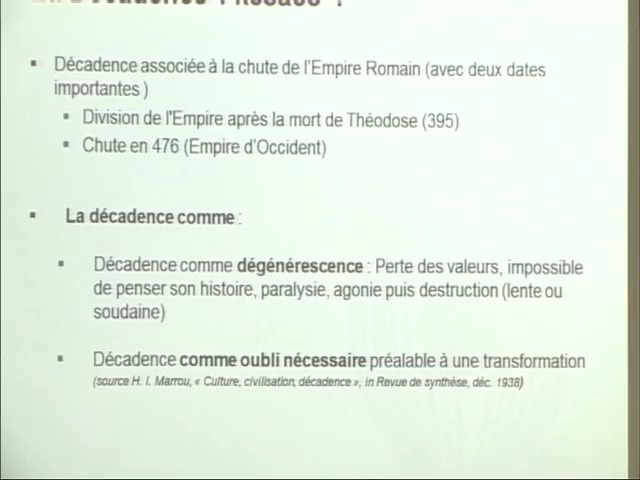 ▪ Décadence associée à la chute de l'Empire Romain (avec deux dates
importantes )
▪ Division de l'Empire après la mort de Théodose (395)
▪ Chute en 476 (Empire d'Occident)
▪ La décadence comme :
▪ Décadence comme dégénérescence : Perte des valeurs, impossible
de penser son histoire, paralysie, agonie puis destruction (lente ou
soudaine)
▪ Décadence comme oubli nécessaire préalable à une transformation
(source H. I. Marrou, « Culture, civilisation, décadence », in Revue de synthèse, déc. 1938)